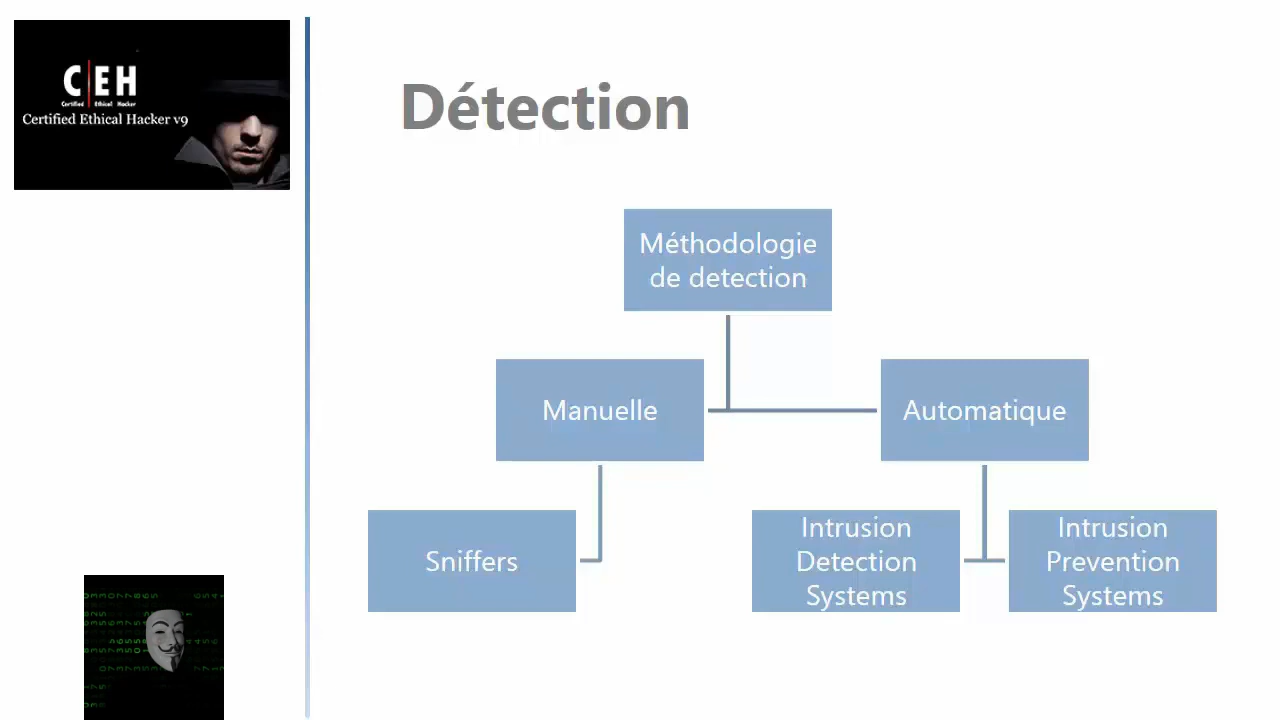 C|EH
Certified Ethical Hacker
Certified Ethical Hacker v9
Détection
Méthodologie
de detection
Manuelle
Automatique
Sniffers
Intrusion
Detection
Systems
Intrusion
Prevention
Systems